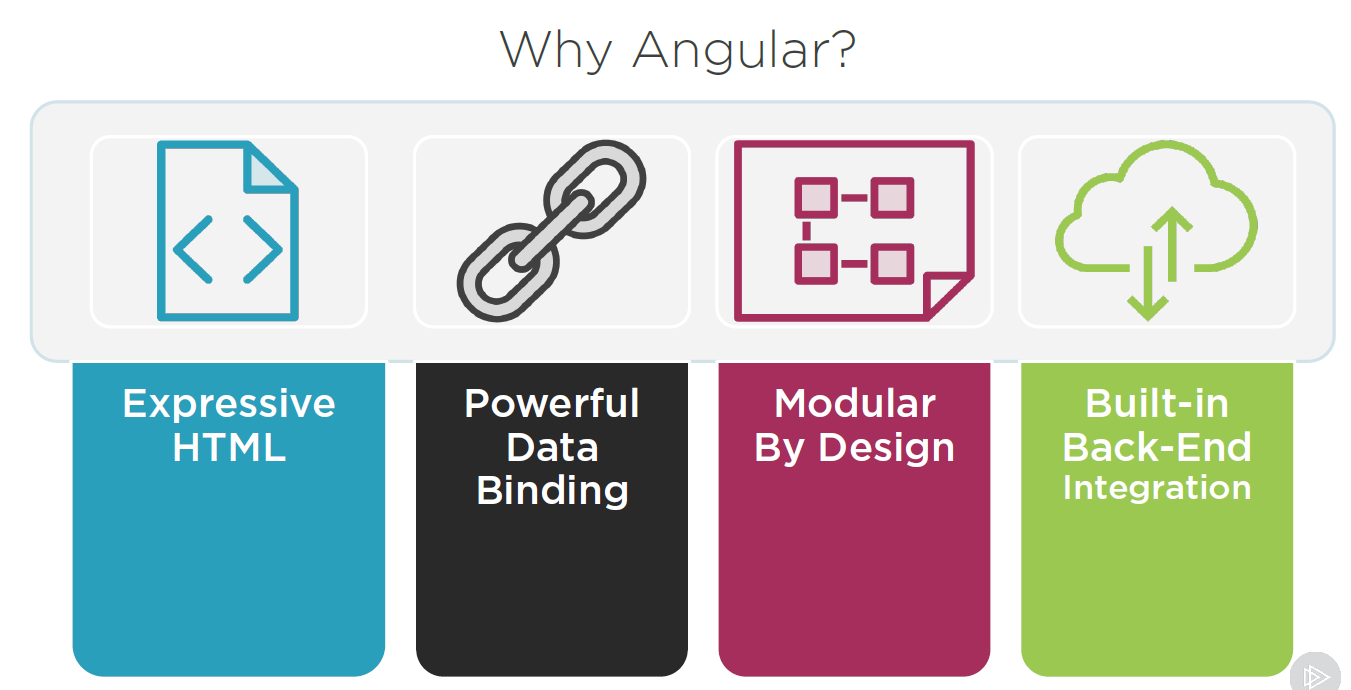 Why Angular?
Expressive
HTML
Powerful
Data
Binding
Modular
By Design
Built-in
Back-End
Integration